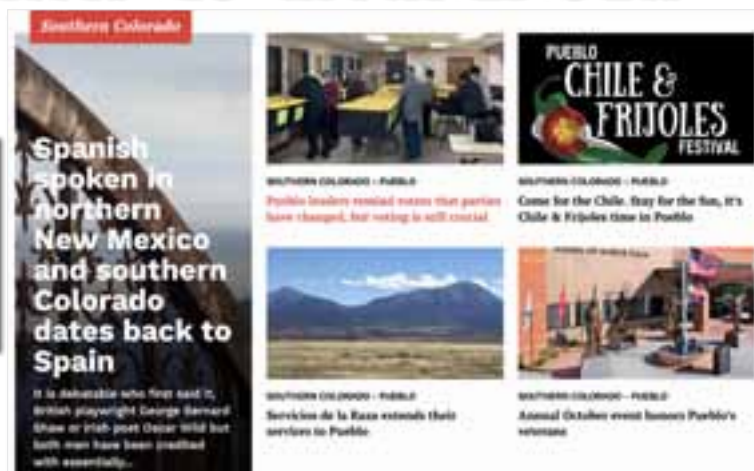 Southern Colorado
Spanish
spoken in
northern
New Mexico
and southern
Colorado
dates back to
Spain
It is debatable who first said it,
British playwright George Bernard
Shaw or Irish poet Oscar Wild but
both men have been credited
with essentially...
SOUTHERN COLORADO – PUEBLO
Pueblo leaders remind voters that parties
have changed, but voting is still crucial
PUEBLO
CHILE &
FRIJOLES
FESTIVAL
SOUTHERN COLORADO – PUEBLO
Come for the Chile. Stay for the fun, it's
Chile & Frijoles time in Pueblo
SOUTHERN COLORADO – PUEBLO
Servicios de la Raza extends their
services to Pueblo
SOUTHERN COLORADO – PUEBLO
Annual October event honors Pueblo's
veterans